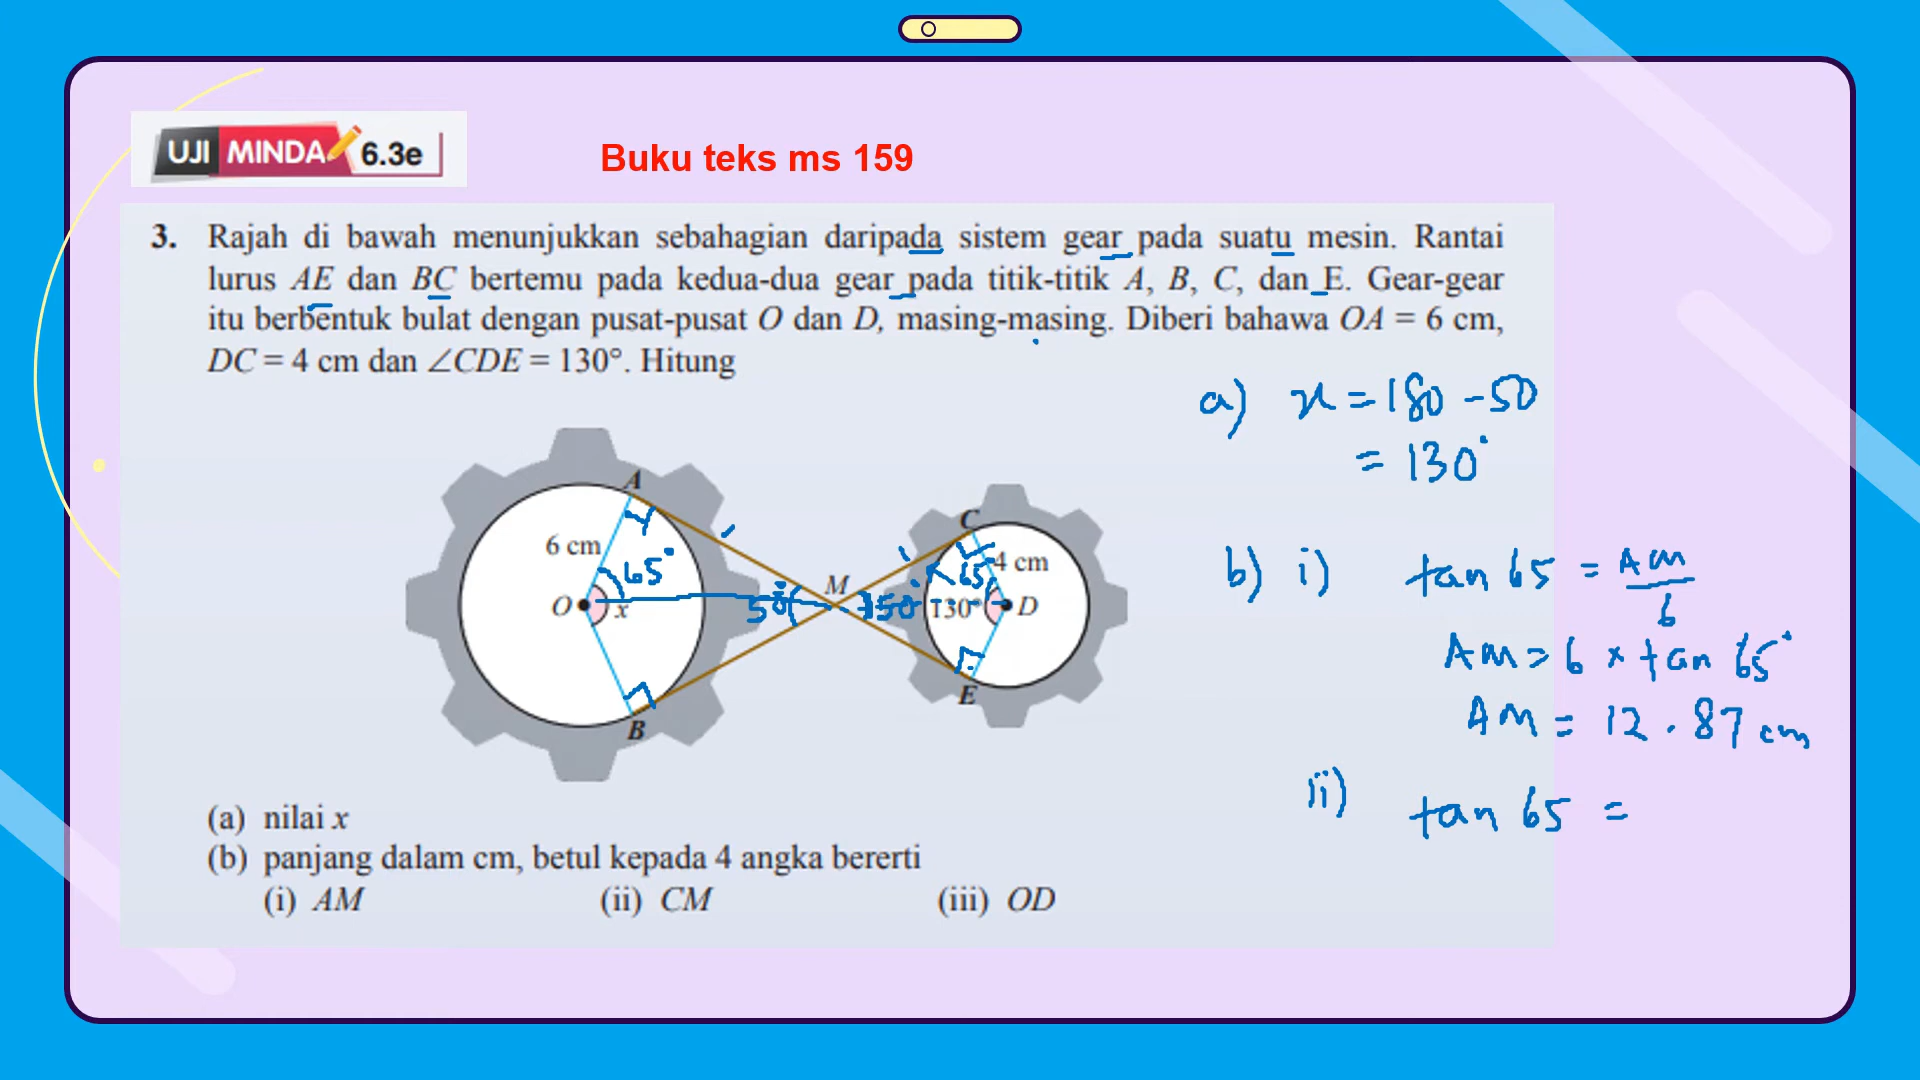 UJI MINDA 6.3e
Buku teks ms 159
3. Rajah di bawah menunjukkan sebahagian daripada sistem gear pada suatu mesin. Rantai
lurus AE dan BC bertemu pada kedua-dua gear pada titik-titik A, B, C, dan E. Gear-gear
itu berbentuk bulat dengan pusat-pusat O dan D, masing-masing. Diberi bahawa OA = 6 cm,
DC = 4 cm dan ∠CDE = 130°. Hitung
a) x = 180 - 50
= 130°
A
C
6 cm
65°
65
4 cm
b) i) tan 65 = AM/6
O
x
50
M
50
130°
D
AM = 6 × tan 65°
E
B
AM = 12.87 cm
ii) tan 65 =
(a) nilai x
(b) panjang dalam cm, betul kepada 4 angka bererti
(i) AM (ii) CM (iii) OD